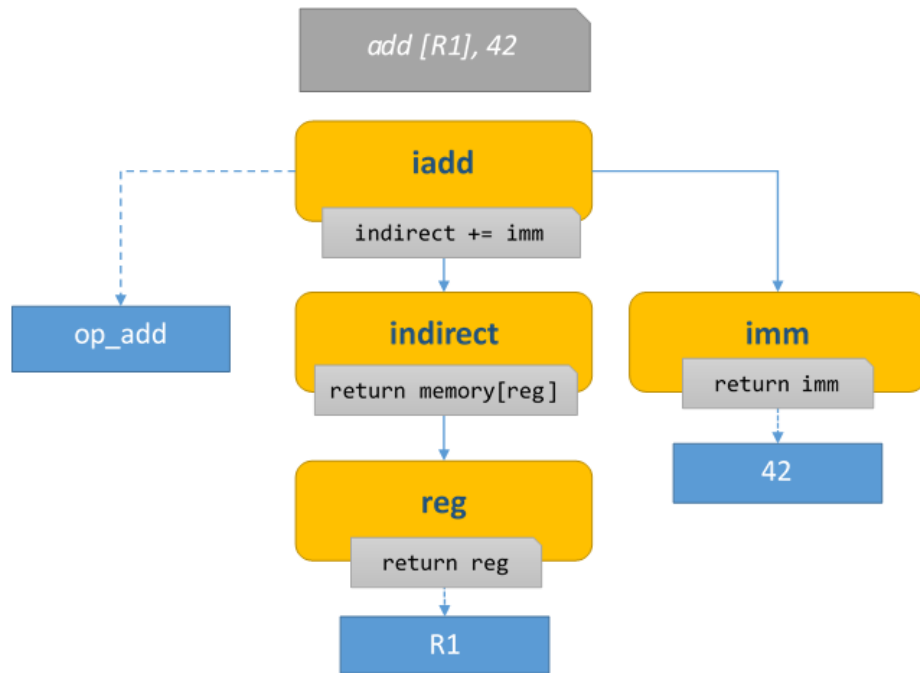 add [R1], 42
iadd
indirect += imm
op_add
indirect
imm
return memory[reg]
return imm
42
reg
return reg
R1